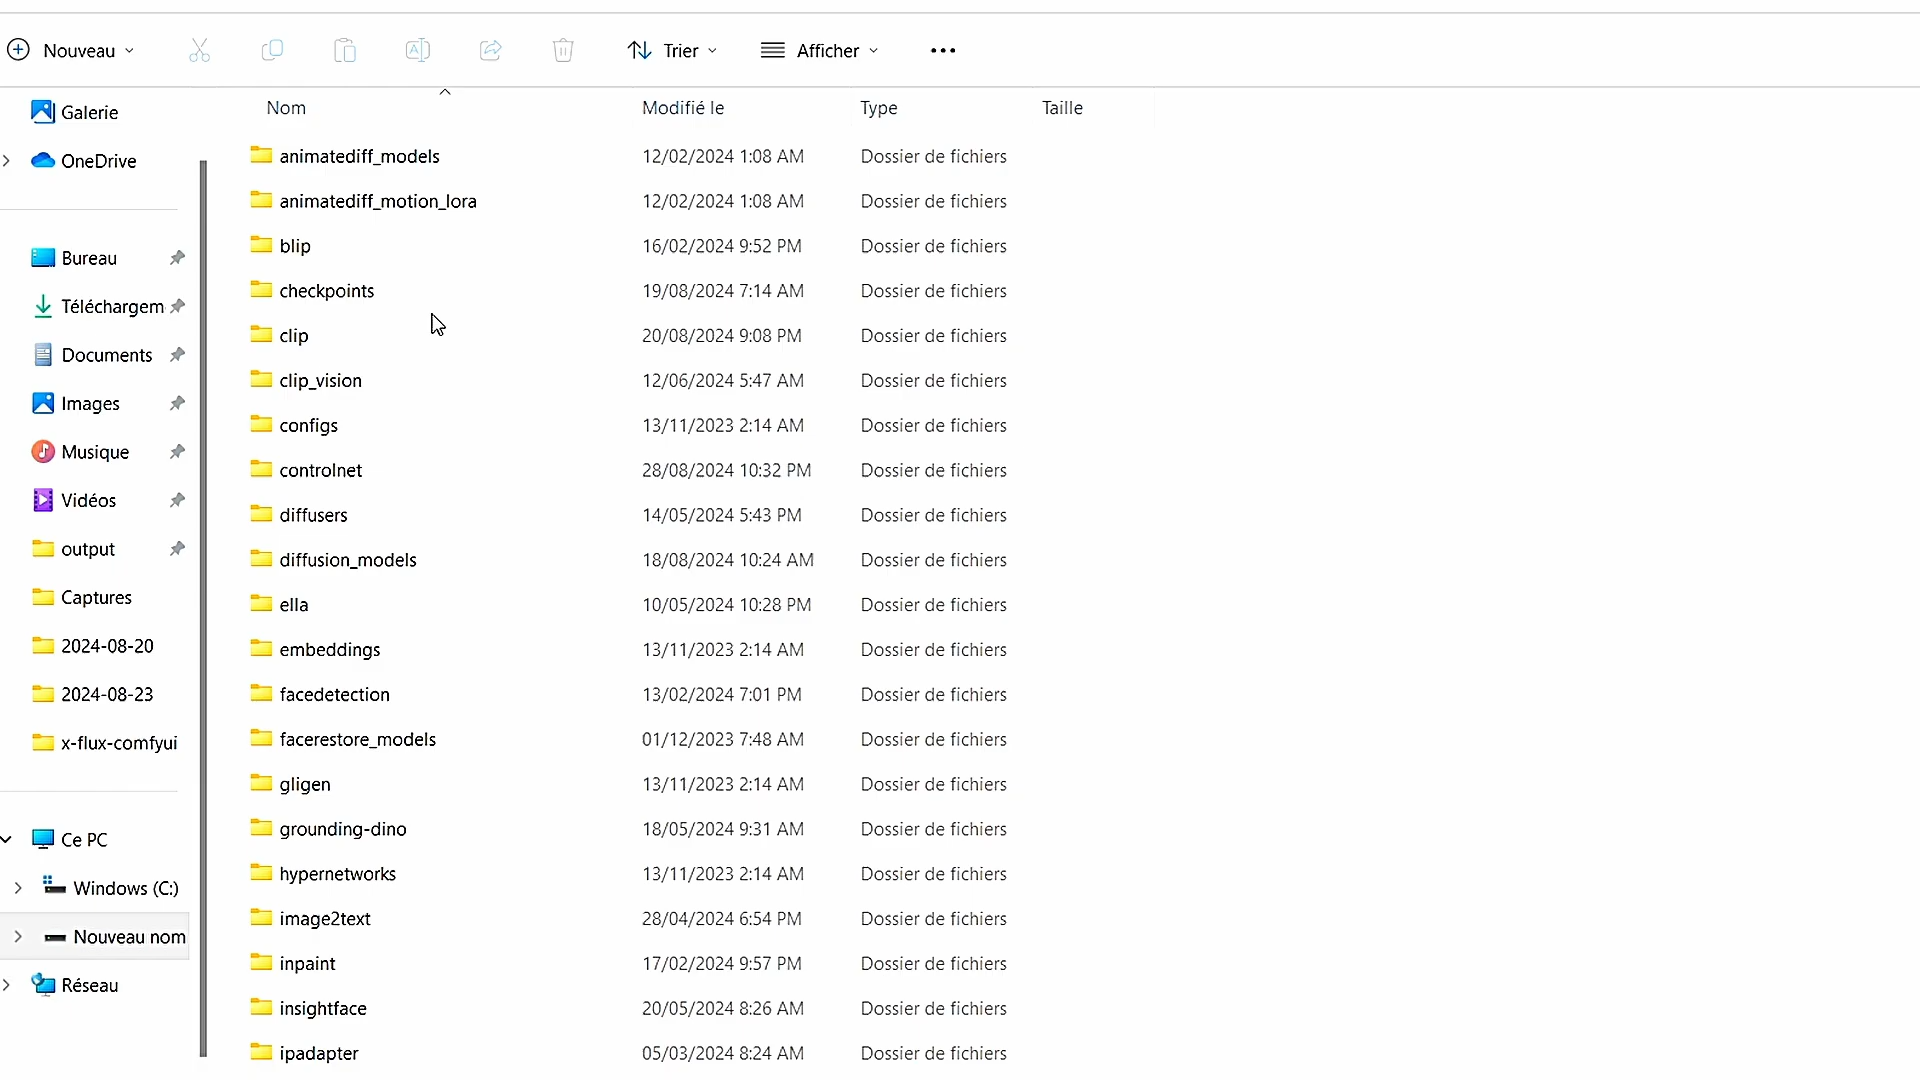 Nouveau
Trier
Afficher
Galerie
OneDrive
Bureau
Téléchargem
Documents
Images
Musique
Vidéos
output
Captures
2024-08-20
2024-08-23
x-flux-comfyui
Ce PC
Windows (C:)
Nouveau nom
Réseau
Nom Modifié le Type Taille
animatediff_models 12/02/2024 1:08 AM Dossier de fichiers
animatediff_motion_lora 12/02/2024 1:08 AM Dossier de fichiers
blip 16/02/2024 9:52 PM Dossier de fichiers
checkpoints 19/08/2024 7:14 AM Dossier de fichiers
clip 20/08/2024 9:08 PM Dossier de fichiers
clip_vision 12/06/2024 5:47 AM Dossier de fichiers
configs 13/11/2023 2:14 AM Dossier de fichiers
controlnet 28/08/2024 10:32 PM Dossier de fichiers
diffusers 14/05/2024 5:43 PM Dossier de fichiers
diffusion_models 18/08/2024 10:24 AM Dossier de fichiers
ella 10/05/2024 10:28 PM Dossier de fichiers
embeddings 13/11/2023 2:14 AM Dossier de fichiers
facedetection 13/02/2024 7:01 PM Dossier de fichiers
facerestore_models 01/12/2023 7:48 AM Dossier de fichiers
gligen 13/11/2023 2:14 AM Dossier de fichiers
grounding-dino 18/05/2024 9:31 AM Dossier de fichiers
hypernetworks 13/11/2023 2:14 AM Dossier de fichiers
image2text 28/04/2024 6:54 PM Dossier de fichiers
inpaint 17/02/2024 9:57 PM Dossier de fichiers
insightface 20/05/2024 8:26 AM Dossier de fichiers
ipadapter 05/03/2024 8:24 AM Dossier de fichiers